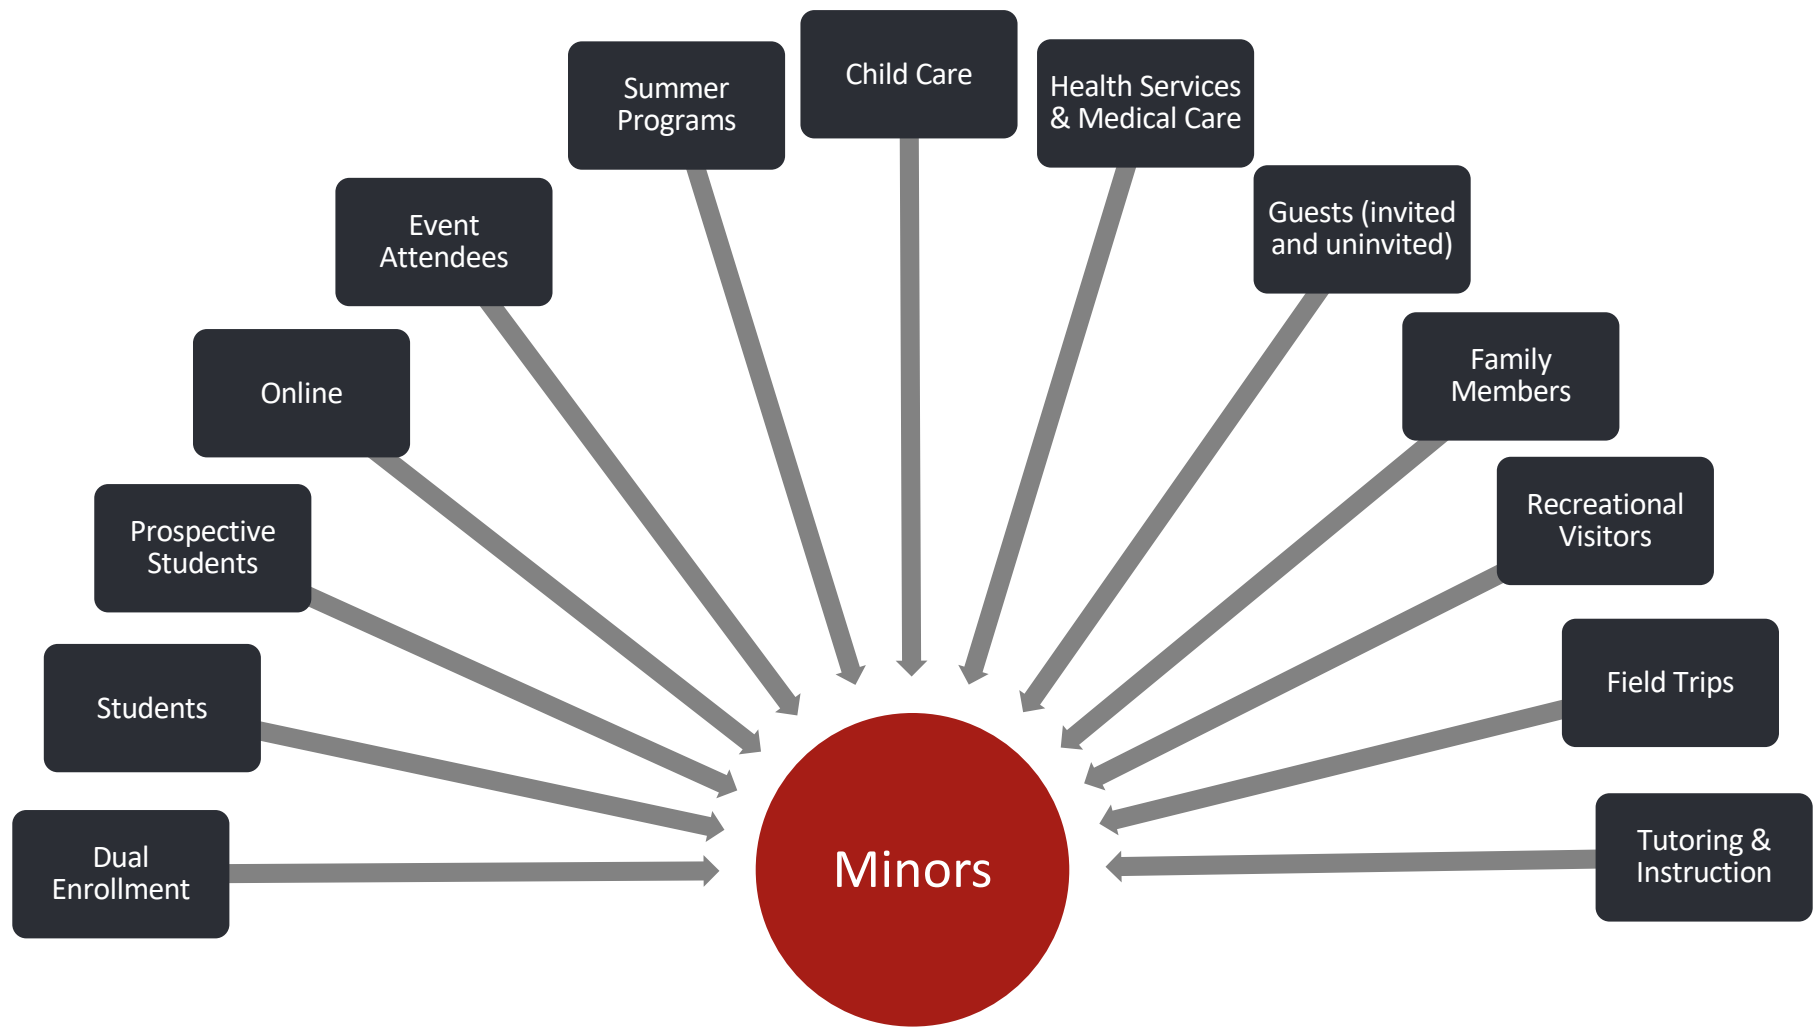 Child Care
Summer
Programs
Health Services
& Medical Care
Event
Attendees
Guests (invited
and uninvited)
Online
Family
Members
Prospective
Students
Recreational
Visitors
Students
Field Trips
Dual
Enrollment
Minors
Tutoring &
Instruction